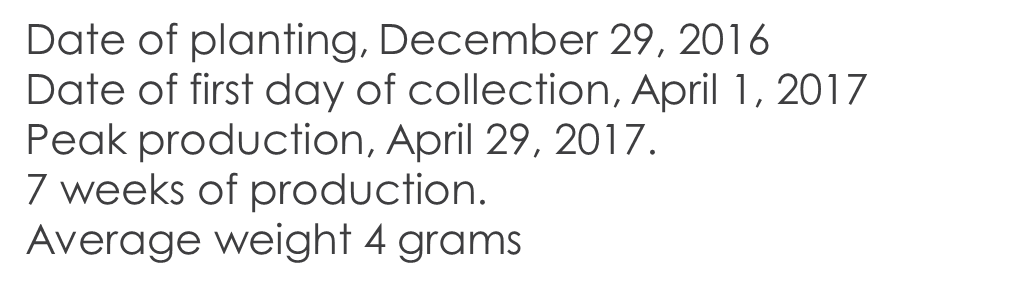 Date of planting, December 29, 2016
Date of first day of collection, April 1, 2017
Peak production, April 29, 2017.
7 weeks of production.
Average weight 4 grams